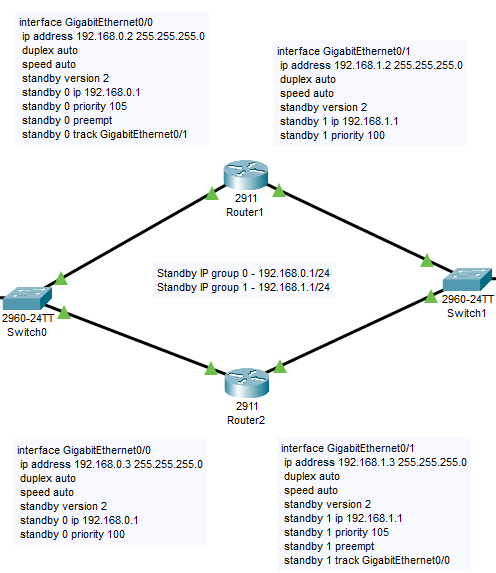 interface GigabitEthernet0/0
ip address 192.168.0.2 255.255.255.0
duplex auto
speed auto
standby version 2
standby 0 ip 192.168.0.1
standby 0 priority 105
standby 0 preempt
standby 0 track GigabitEthernet0/1
interface GigabitEthernet0/1
ip address 192.168.1.2 255.255.255.0
duplex auto
speed auto
standby version 2
standby 1 ip 192.168.1.1
standby 1 priority 100
2911
Router1
Standby IP group 0 - 192.168.0.1/24
Standby IP group 1 - 192.168.1.1/24
2960-24TT
Switch0
2960-24TT
Switch1
2911
Router2
interface GigabitEthernet0/0
ip address 192.168.0.3 255.255.255.0
duplex auto
speed auto
standby version 2
standby 0 ip 192.168.0.1
standby 0 priority 100
interface GigabitEthernet0/1
ip address 192.168.1.3 255.255.255.0
duplex auto
speed auto
standby version 2
standby 1 ip 192.168.1.1
standby 1 priority 105
standby 1 preempt
standby 1 track GigabitEthernet0/0